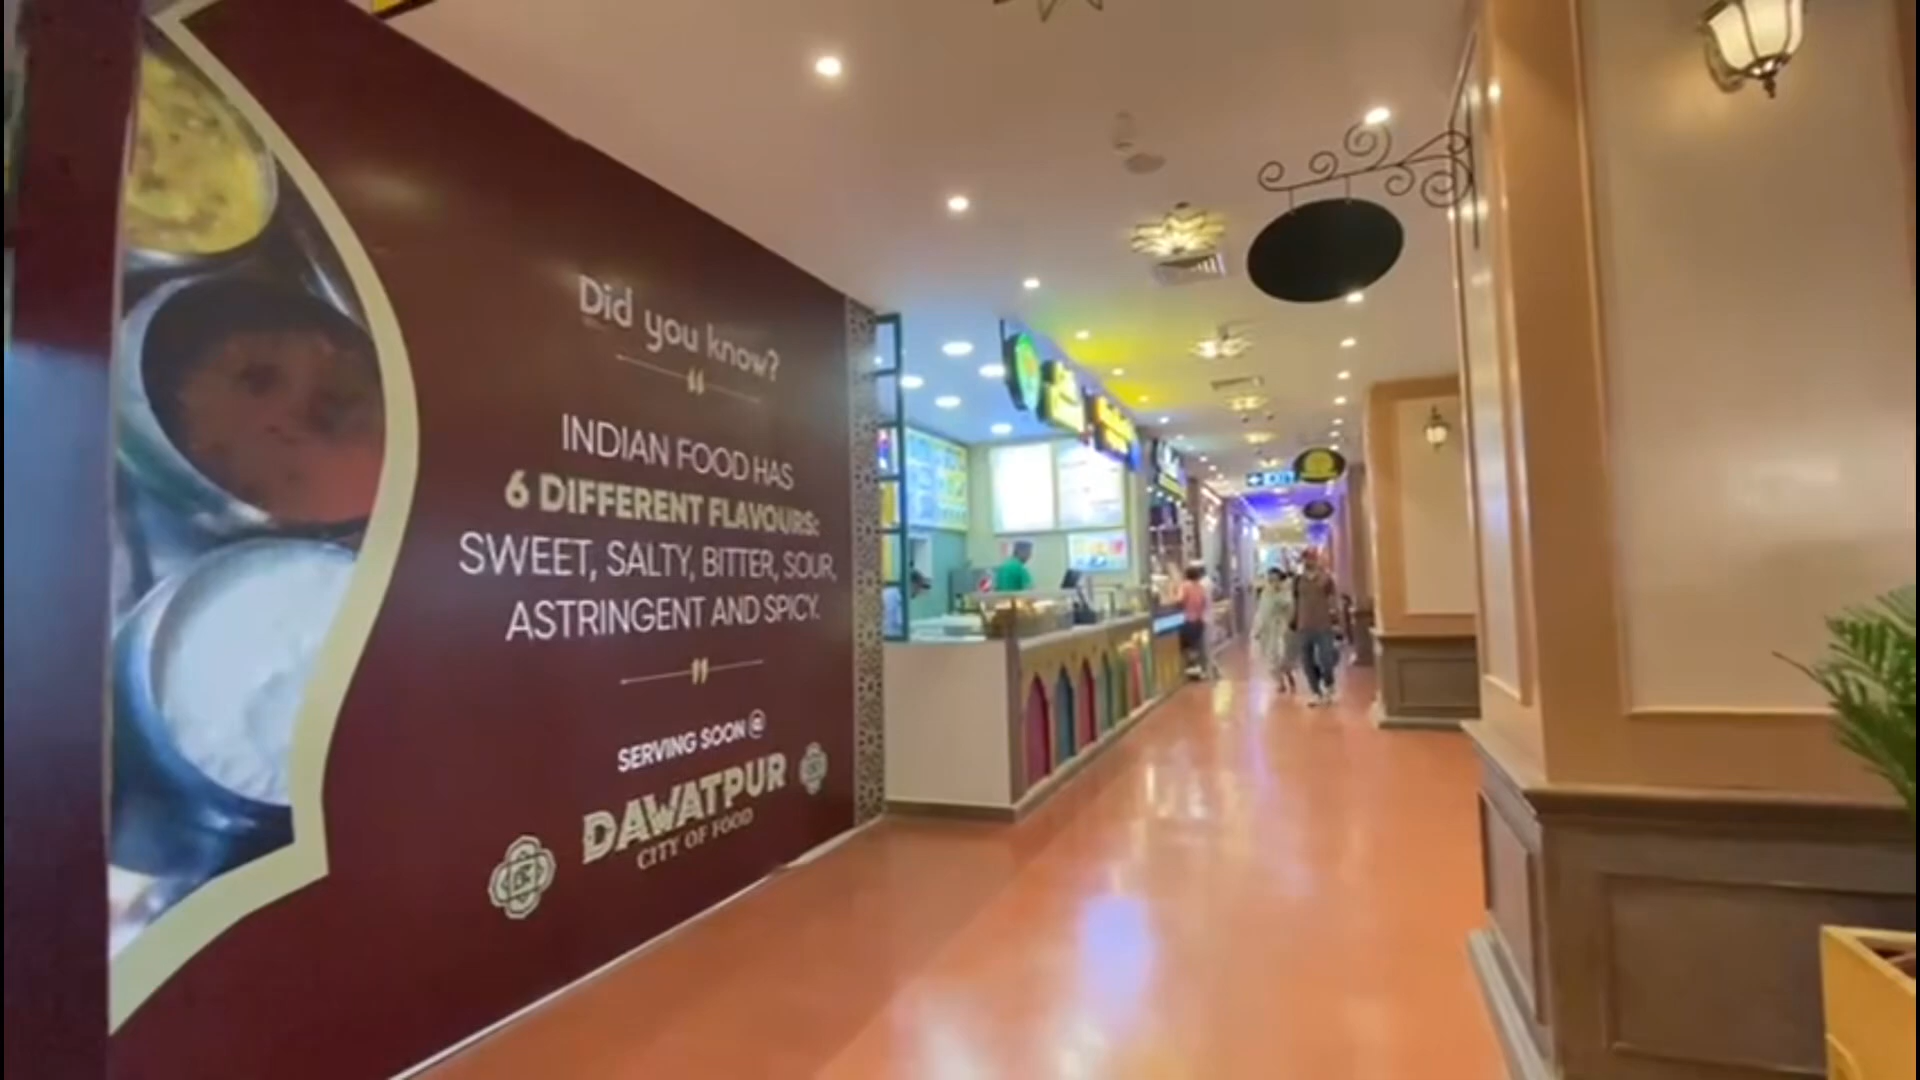 Did you know?
"
INDIAN FOOD HAS
6 DIFFERENT FLAVOURS:
SWEET, SALTY, BITTER, SOUR,
ASTRINGENT AND SPICY.
"
SERVING SOON @
DAWATPUR
CITY OF FOOD
EXIT